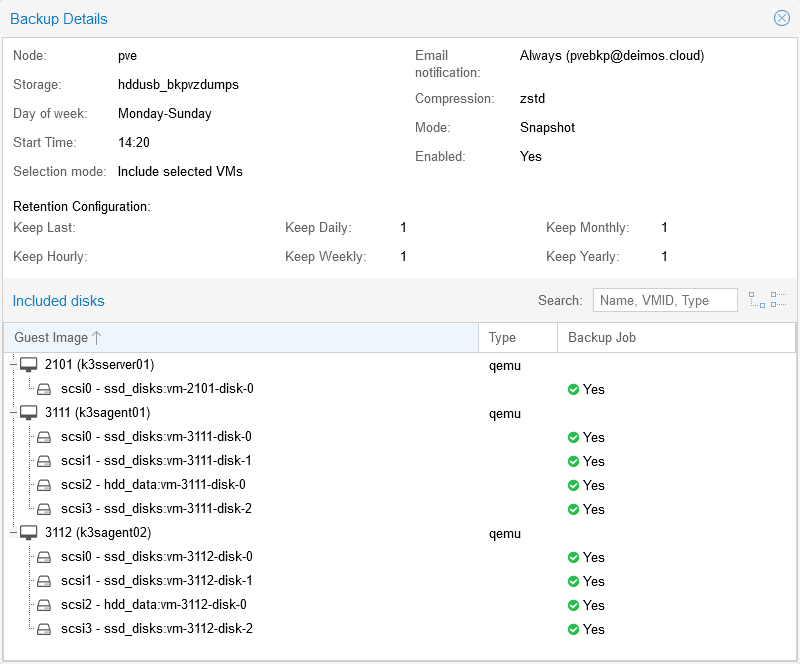 Backup Details
Node: pve
Storage: hddusb_bkpvzdumps
Day of week: Monday-Sunday
Start Time: 14:20
Selection mode: Include selected VMs
Email notification: Always (pvebkp@deimos.cloud)
Compression: zstd
Mode: Snapshot
Enabled: Yes
Retention Configuration:
Keep Last: Keep Daily: 1 Keep Monthly: 1
Keep Hourly: Keep Weekly: 1 Keep Yearly: 1
Included disks Search: Name, VMID, Type
Guest Image Type Backup Job
2101 (k3sserver01) qemu
scsi0 - ssd_disks:vm-2101-disk-0 Yes
3111 (k3sagent01) qemu
scsi0 - ssd_disks:vm-3111-disk-0 Yes
scsi1 - ssd_disks:vm-3111-disk-1 Yes
scsi2 - hdd_data:vm-3111-disk-0 Yes
scsi3 - ssd_disks:vm-3111-disk-2 Yes
3112 (k3sagent02) qemu
scsi0 - ssd_disks:vm-3112-disk-0 Yes
scsi1 - ssd_disks:vm-3112-disk-1 Yes
scsi2 - hdd_data:vm-3112-disk-0 Yes
scsi3 - ssd_disks:vm-3112-disk-2 Yes